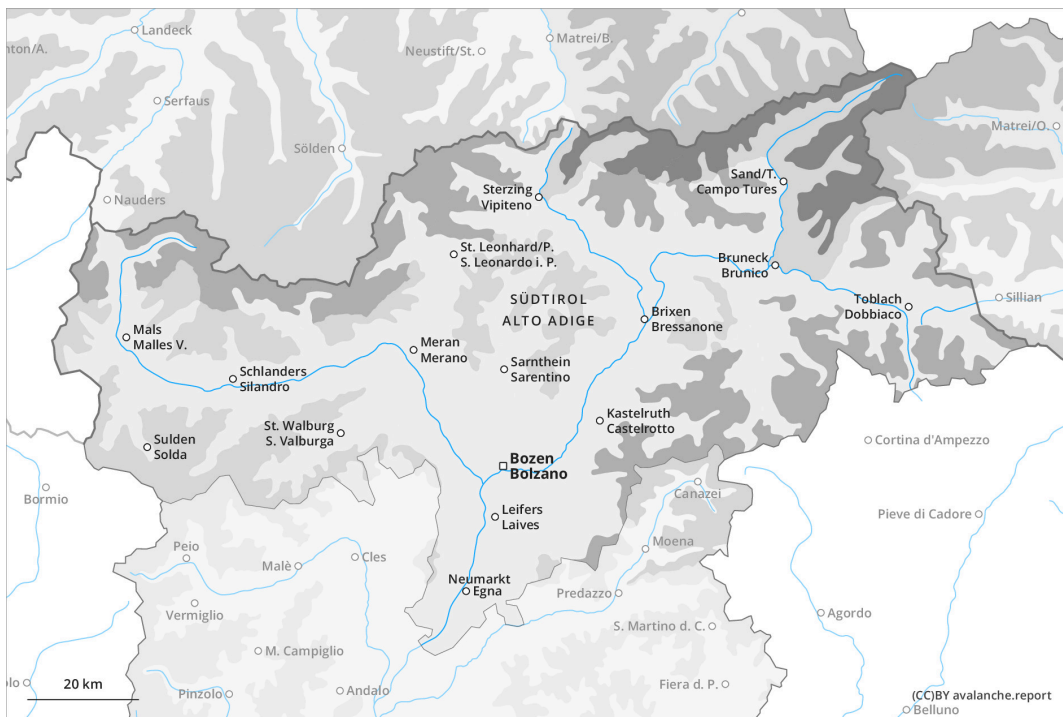 Landeck
nton/A.
Neustift/St.
Matrei/B.
Serfaus
Matrei/O.
Sölden
Nauders
Sand/T.
Campo Tures
Sterzing
Vipiteno
St. Leonhard/P.
S. Leonardo i. P.
Bruneck
Brunico
SÜDTIROL
ALTO ADIGE
Toblach
Dobbiaco
Sillian
Brixen
Bressanone
Mals
Malles V.
Meran
Merano
Sarnthein
Sarentino
Schlanders
Silandro
Kastelruth
Castelrotto
St. Walburg
S. Valburga
Sulden
Solda
Cortina d'Ampezzo
Bozen
Bolzano
Canazei
Bormio
Leifers
Laives
Pieve di Cadore
Moena
Peio
Malè
Cles
Neumarkt
Egna
Predazzo
Vermiglio
Agordo
S. Martino d. C.
M. Campiglio
olo
20 km
Pinzolo
Andalo
Fiera d. P.
(CC)BY avalanche.report
Belluno